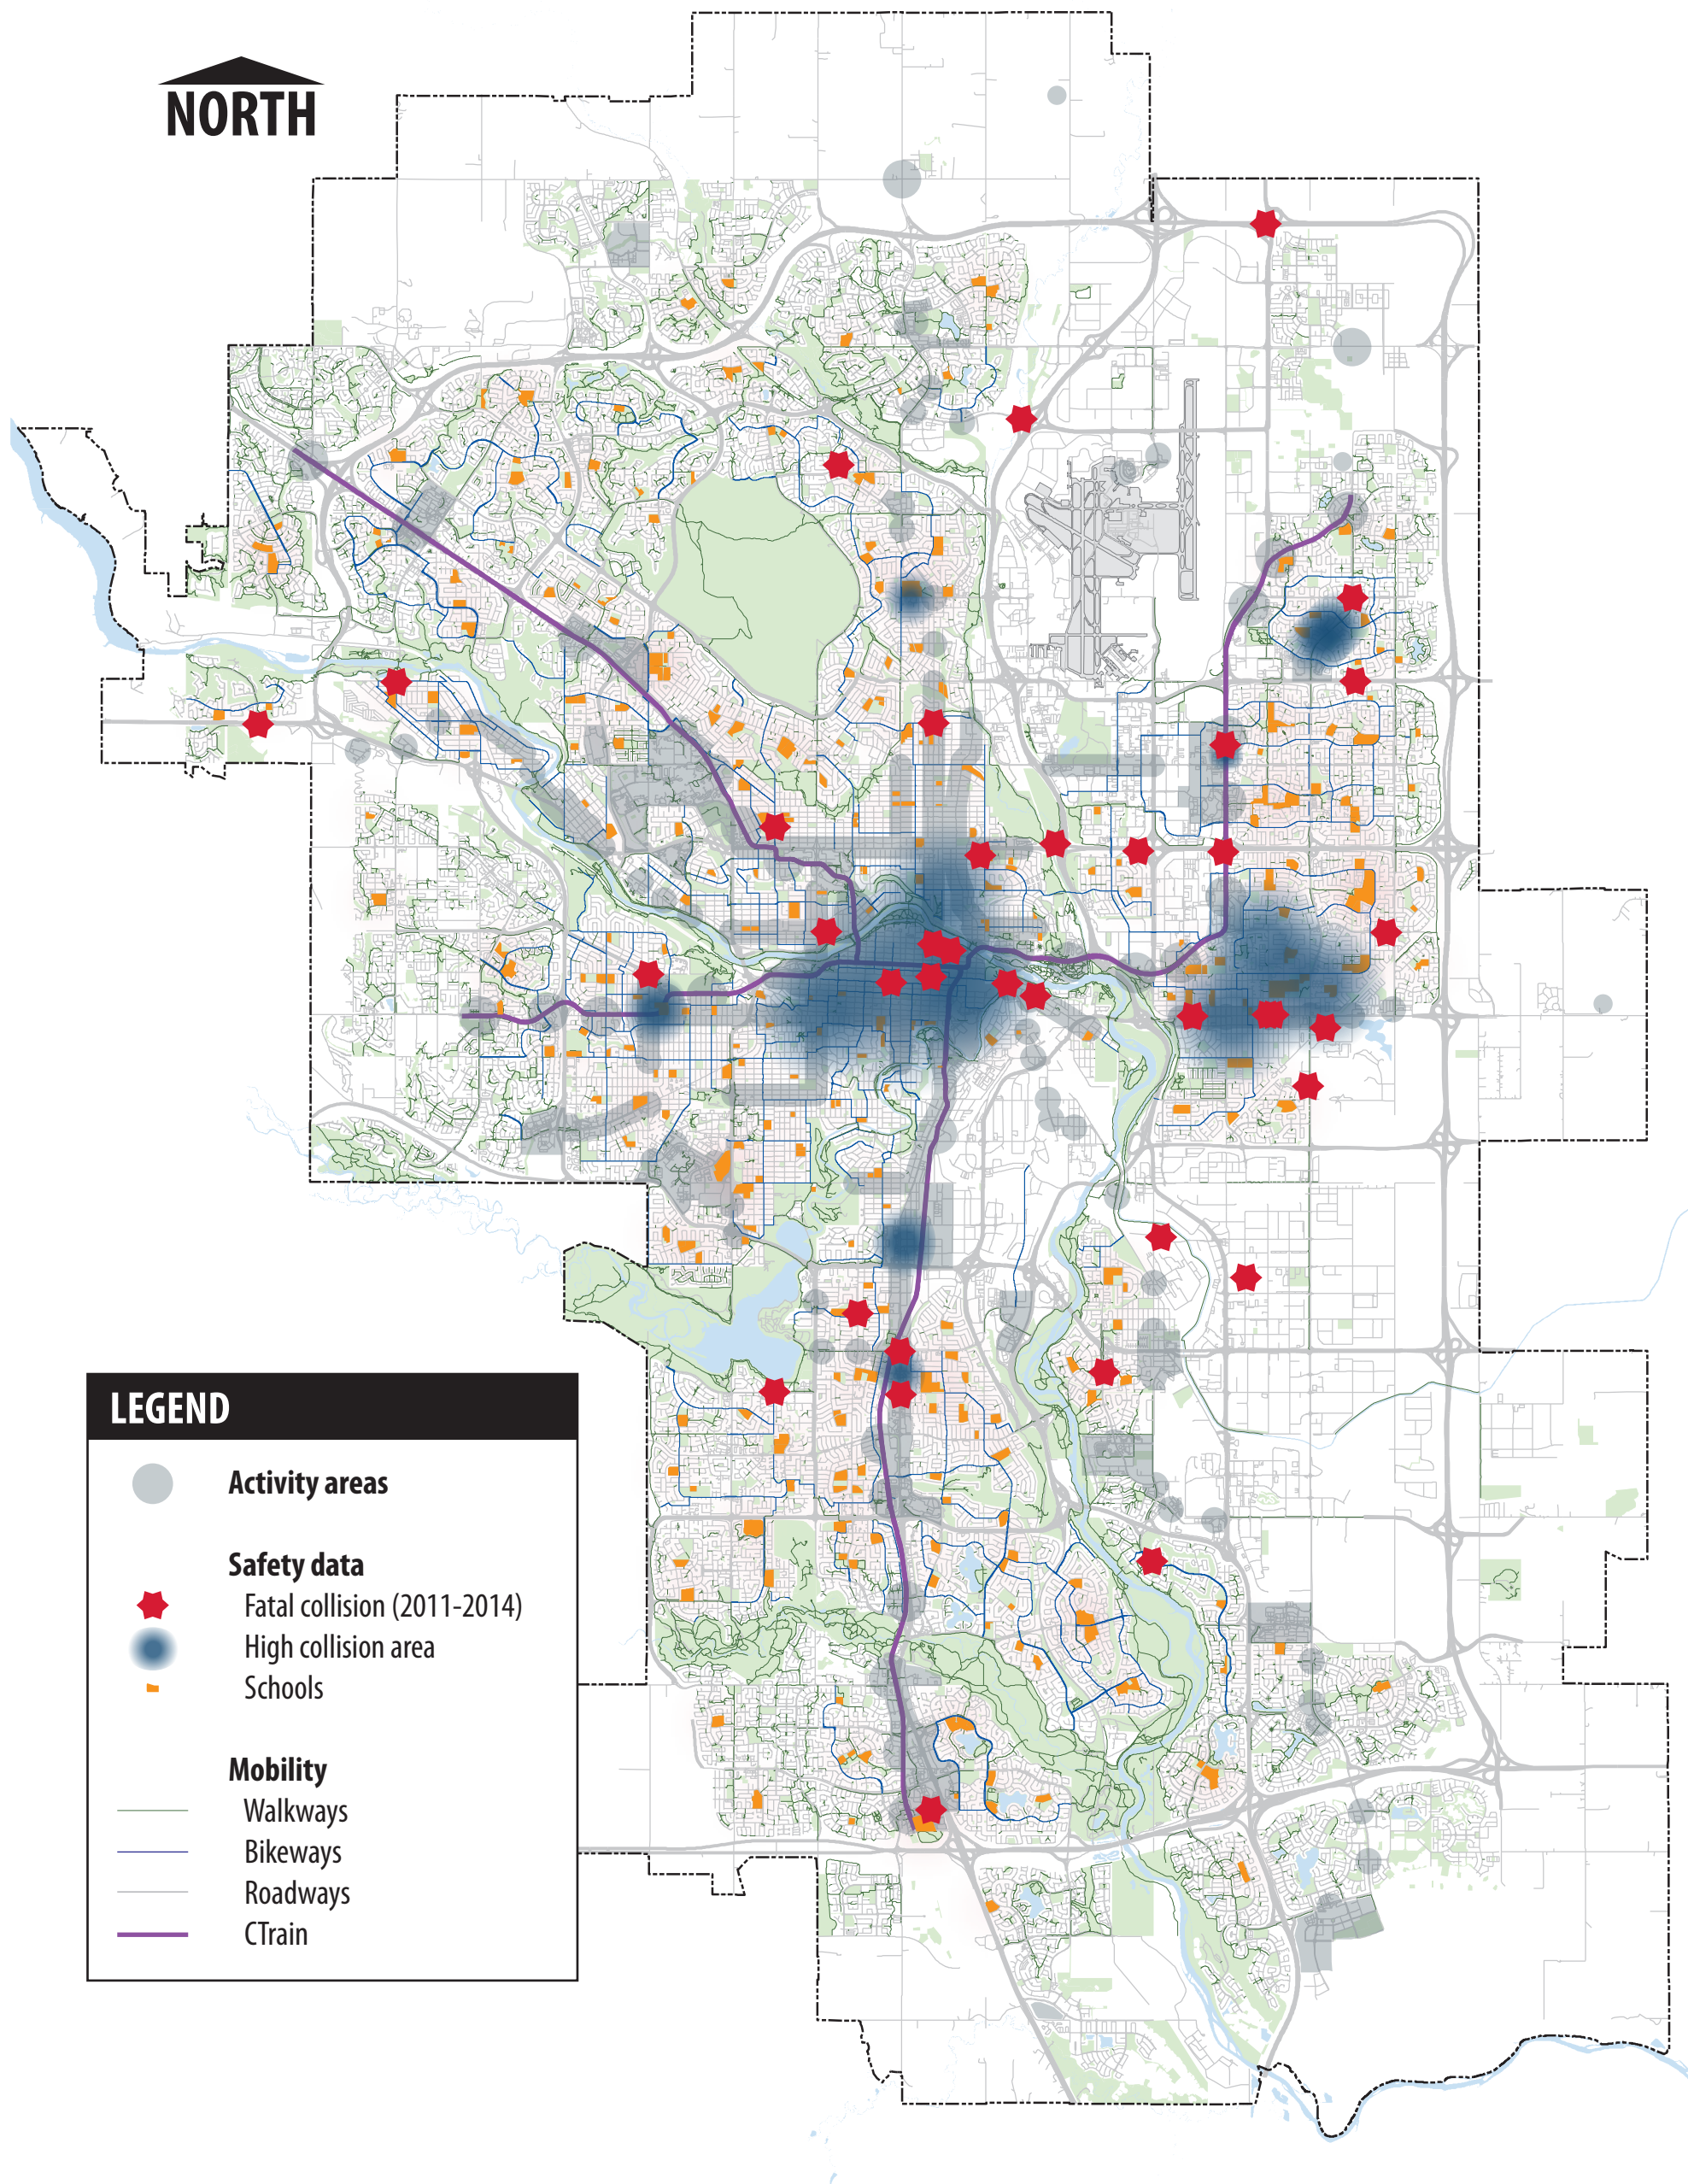 NORTH
LEGEND
Activity areas
Safety data
Fatal collision (2011-2014)
High collision area
Schools
Mobility
Walkways
Bikeways
Roadways
CTrain